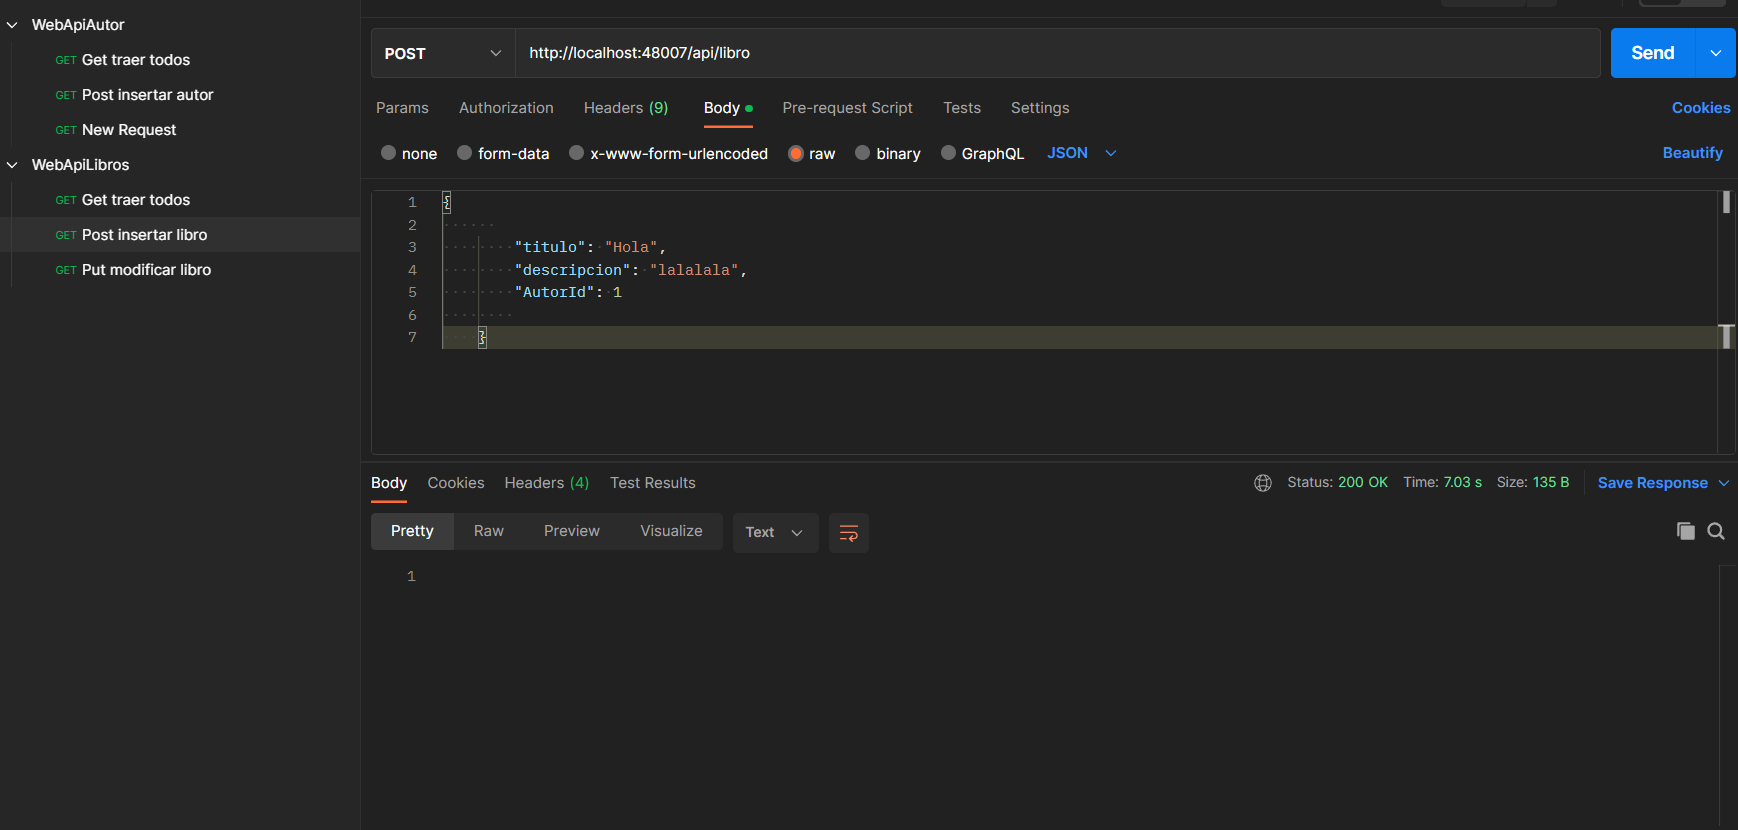 WebApiAutor
GET Get traer todos
GET Post insertar autor
GET New Request
WebApiLibros
GET Get traer todos
GET Post insertar libro
GET Put modificar libro
POST http://localhost:48007/api/libro Send
Params Authorization Headers (9) Body Pre-request Script Tests Settings Cookies
none form-data x-www-form-urlencoded raw binary GraphQL JSON Beautify
1 {
2
3 "titulo": "Hola",
4 "descripcion": "lalalala",
5 "AutorId": 1
6
7 }
Body Cookies Headers (4) Test Results Status: 200 OK Time: 7.03 s Size: 135 B Save Response
Pretty Raw Preview Visualize Text
1